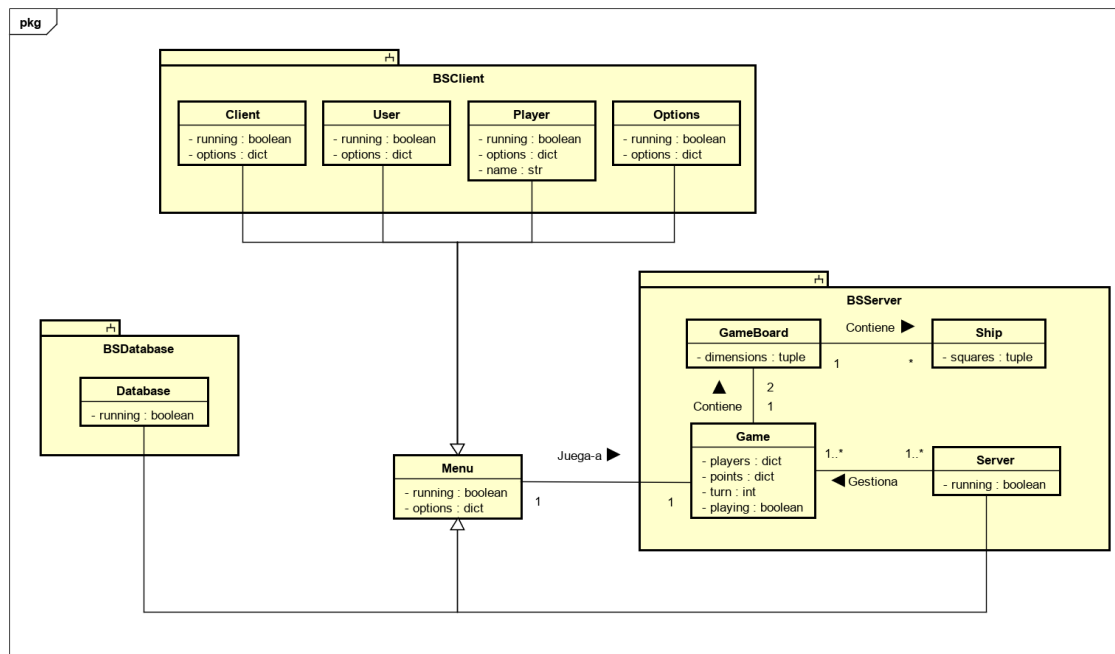 pkg
BSClient
Client
- running : boolean
- options : dict
User
- running : boolean
- options : dict
Player
- running : boolean
- options : dict
- name : str
Options
- running : boolean
- options : dict
BSDatabase
Database
- running : boolean
BSServer
GameBoard
- dimensions : tuple
Contiene ►
1
*
Ship
- squares : tuple
▲
Contiene
2
1
Game
- players : dict
- points : dict
- turn : int
- playing : boolean
1..*
1..*
◄ Gestiona
Server
- running : boolean
Juega-a ►
1
1
Menu
- running : boolean
- options : dict